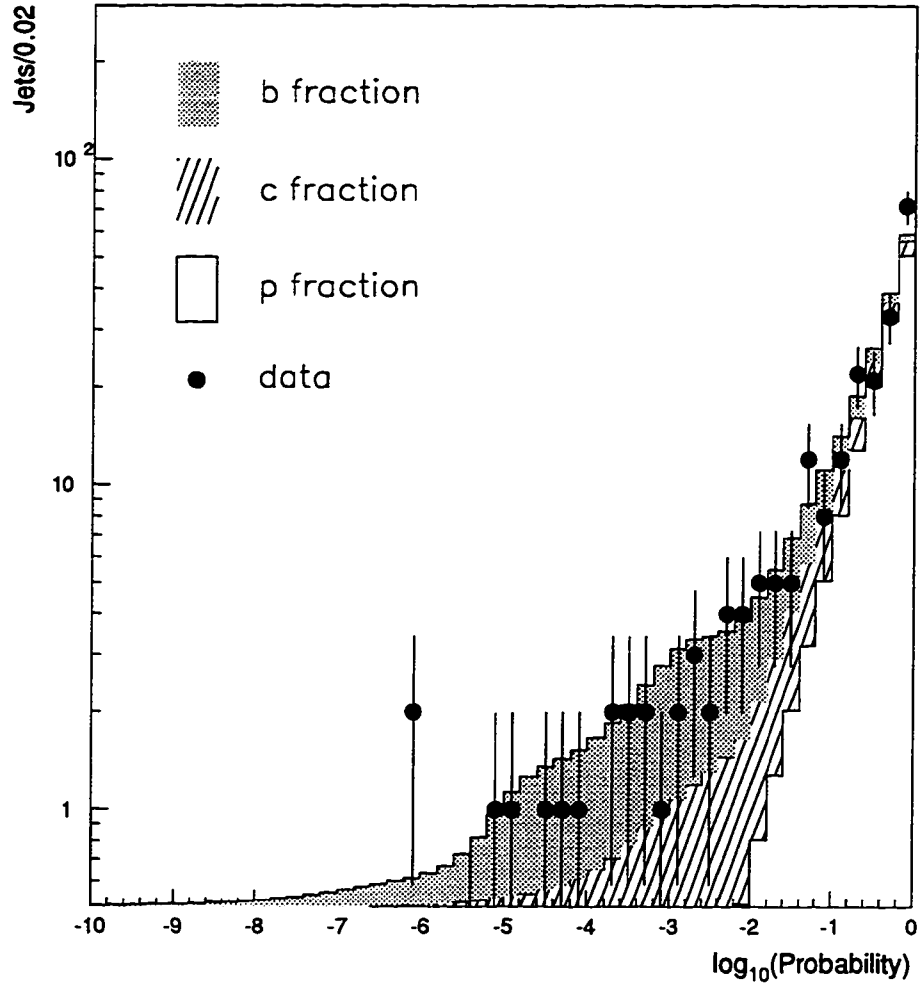 Jets/0.02
10²
10
1
b fraction
c fraction
p fraction
data
-10 -9 -8 -7 -6 -5 -4 -3 -2 -1 0
log₁₀(Probability)